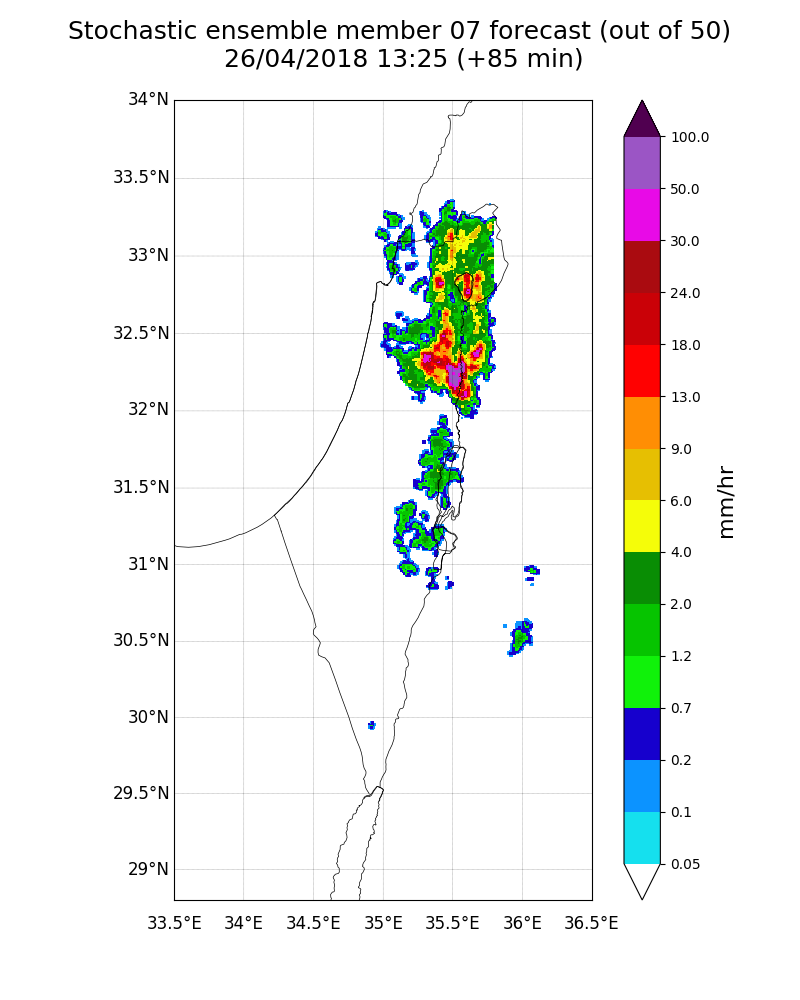 Stochastic ensemble member 07 forecast (out of 50)
26/04/2018 13:25 (+85 min)
34°N
33.5°N
33°N
32.5°N
32°N
31.5°N
31°N
30.5°N
30°N
29.5°N
29°N
33.5°E 34°E 34.5°E 35°E 35.5°E 36°E 36.5°E
100.0
50.0
30.0
24.0
18.0
13.0
9.0
6.0
4.0
2.0
1.2
0.7
0.2
0.1
0.05
mm/hr